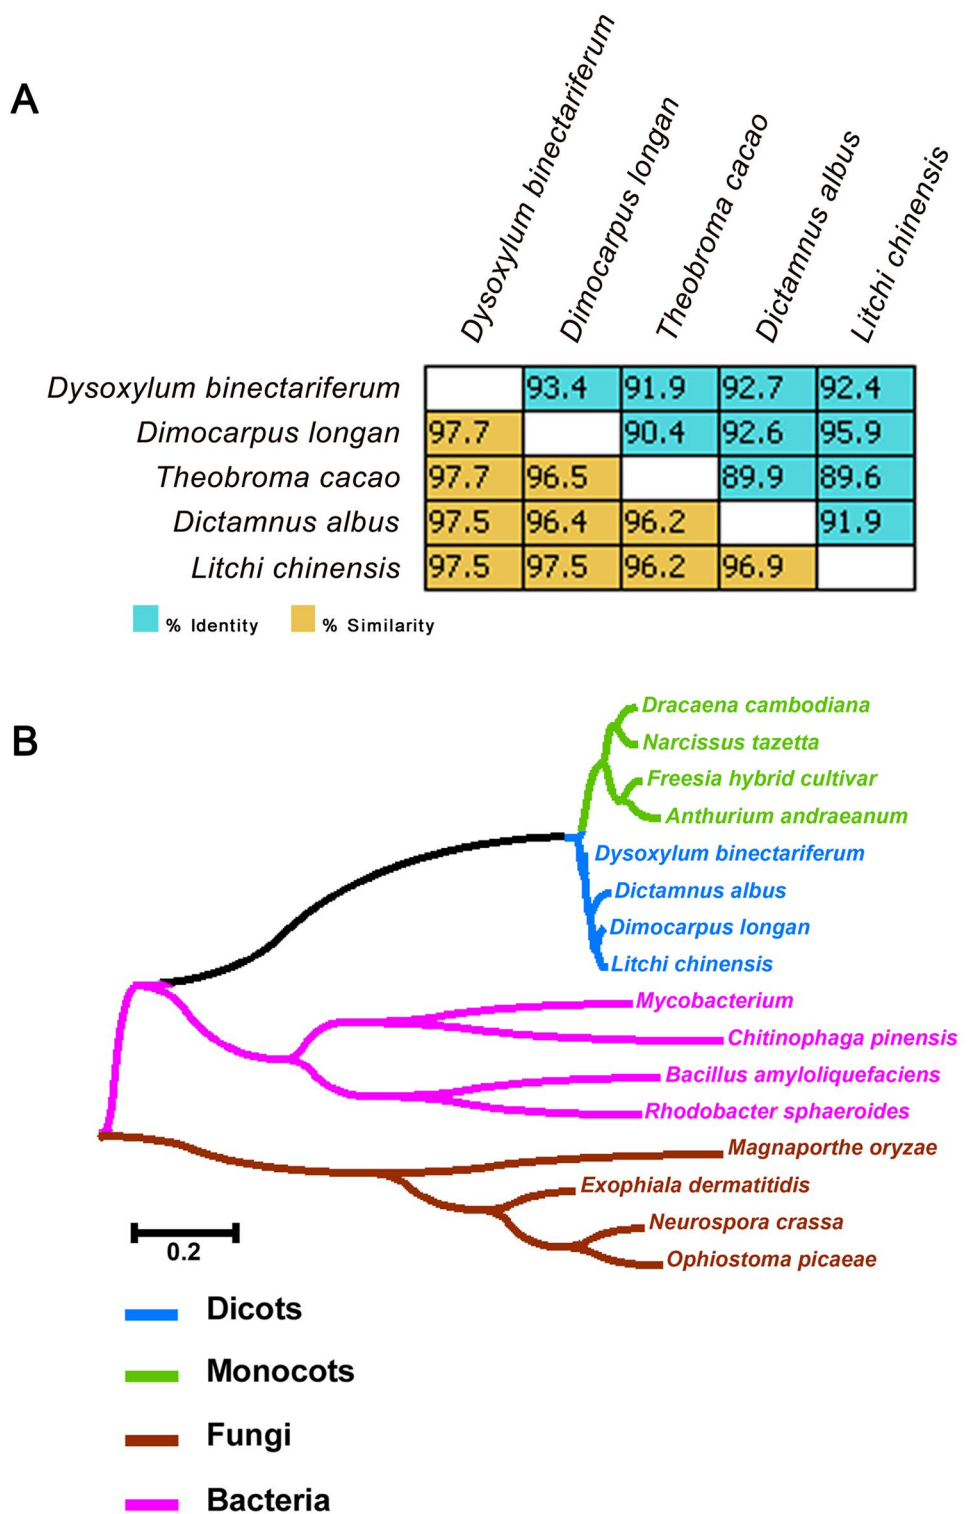 A
Dysoxylum binectariferum
Dimocarpus longan
Theobroma cacao
Dictamnus albus
Litchi chinensis
Dysoxylum binectariferum 93.4 91.9 92.7 92.4
Dimocarpus longan 97.7 90.4 92.6 95.9
Theobroma cacao 97.7 96.5 89.9 89.6
Dictamnus albus 97.5 96.4 96.2 91.9
Litchi chinensis 97.5 97.5 96.2 96.9
% Identity % Similarity
B
Dracaena cambodiana
Narcissus tazetta
Freesia hybrid cultivar
Anthurium andraeanum
Dysoxylum binectariferum
Dictamnus albus
Dimocarpus longan
Litchi chinensis
Mycobacterium
Chitinophaga pinensis
Bacillus amyloliquefaciens
Rhodobacter sphaeroides
Magnaporthe oryzae
Exophiala dermatitidis
Neurospora crassa
Ophiostoma picaeae
0.2
Dicots
Monocots
Fungi
Bacteria